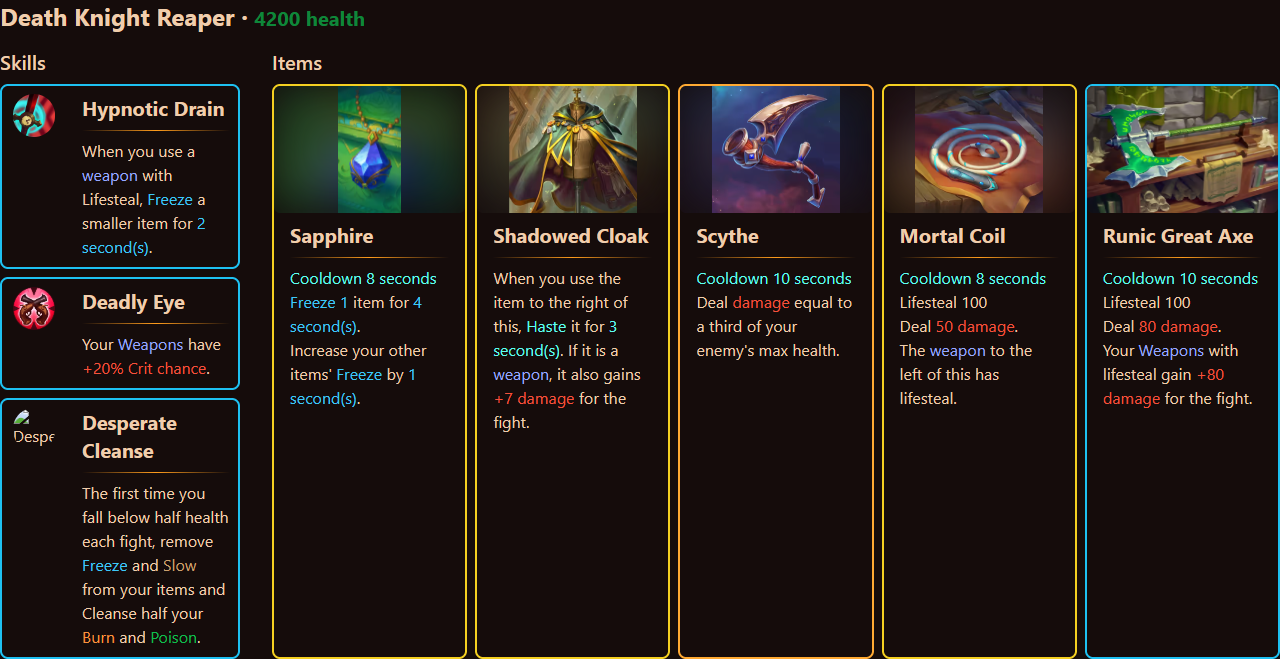 Death Knight Reaper · 4200 health
Skills
Hypnotic Drain
When you use a
weapon with
Lifesteal, Freeze a
smaller item for 2
second(s).
Deadly Eye
Your Weapons have
+20% Crit chance.
Despe
Desperate
Cleanse
The first time you
fall below half health
each fight, remove
Freeze and Slow
from your items and
Cleanse half your
Burn and Poison.
Items
Sapphire
Cooldown 8 seconds
Freeze 1 item for 4
second(s).
Increase your other
items' Freeze by 1
second(s).
Shadowed Cloak
When you use the
item to the right of
this, Haste it for 3
second(s). If it is a
weapon, it also gains
+7 damage for the
fight.
Scythe
Cooldown 10 seconds
Deal damage equal to
a third of your
enemy's max health.
Mortal Coil
Cooldown 8 seconds
Lifesteal 100
Deal 50 damage.
The weapon to the
left of this has
lifesteal.
Runic Great Axe
Cooldown 10 seconds
Lifesteal 100
Deal 80 damage.
Your Weapons with
lifesteal gain +80
damage for the fight.